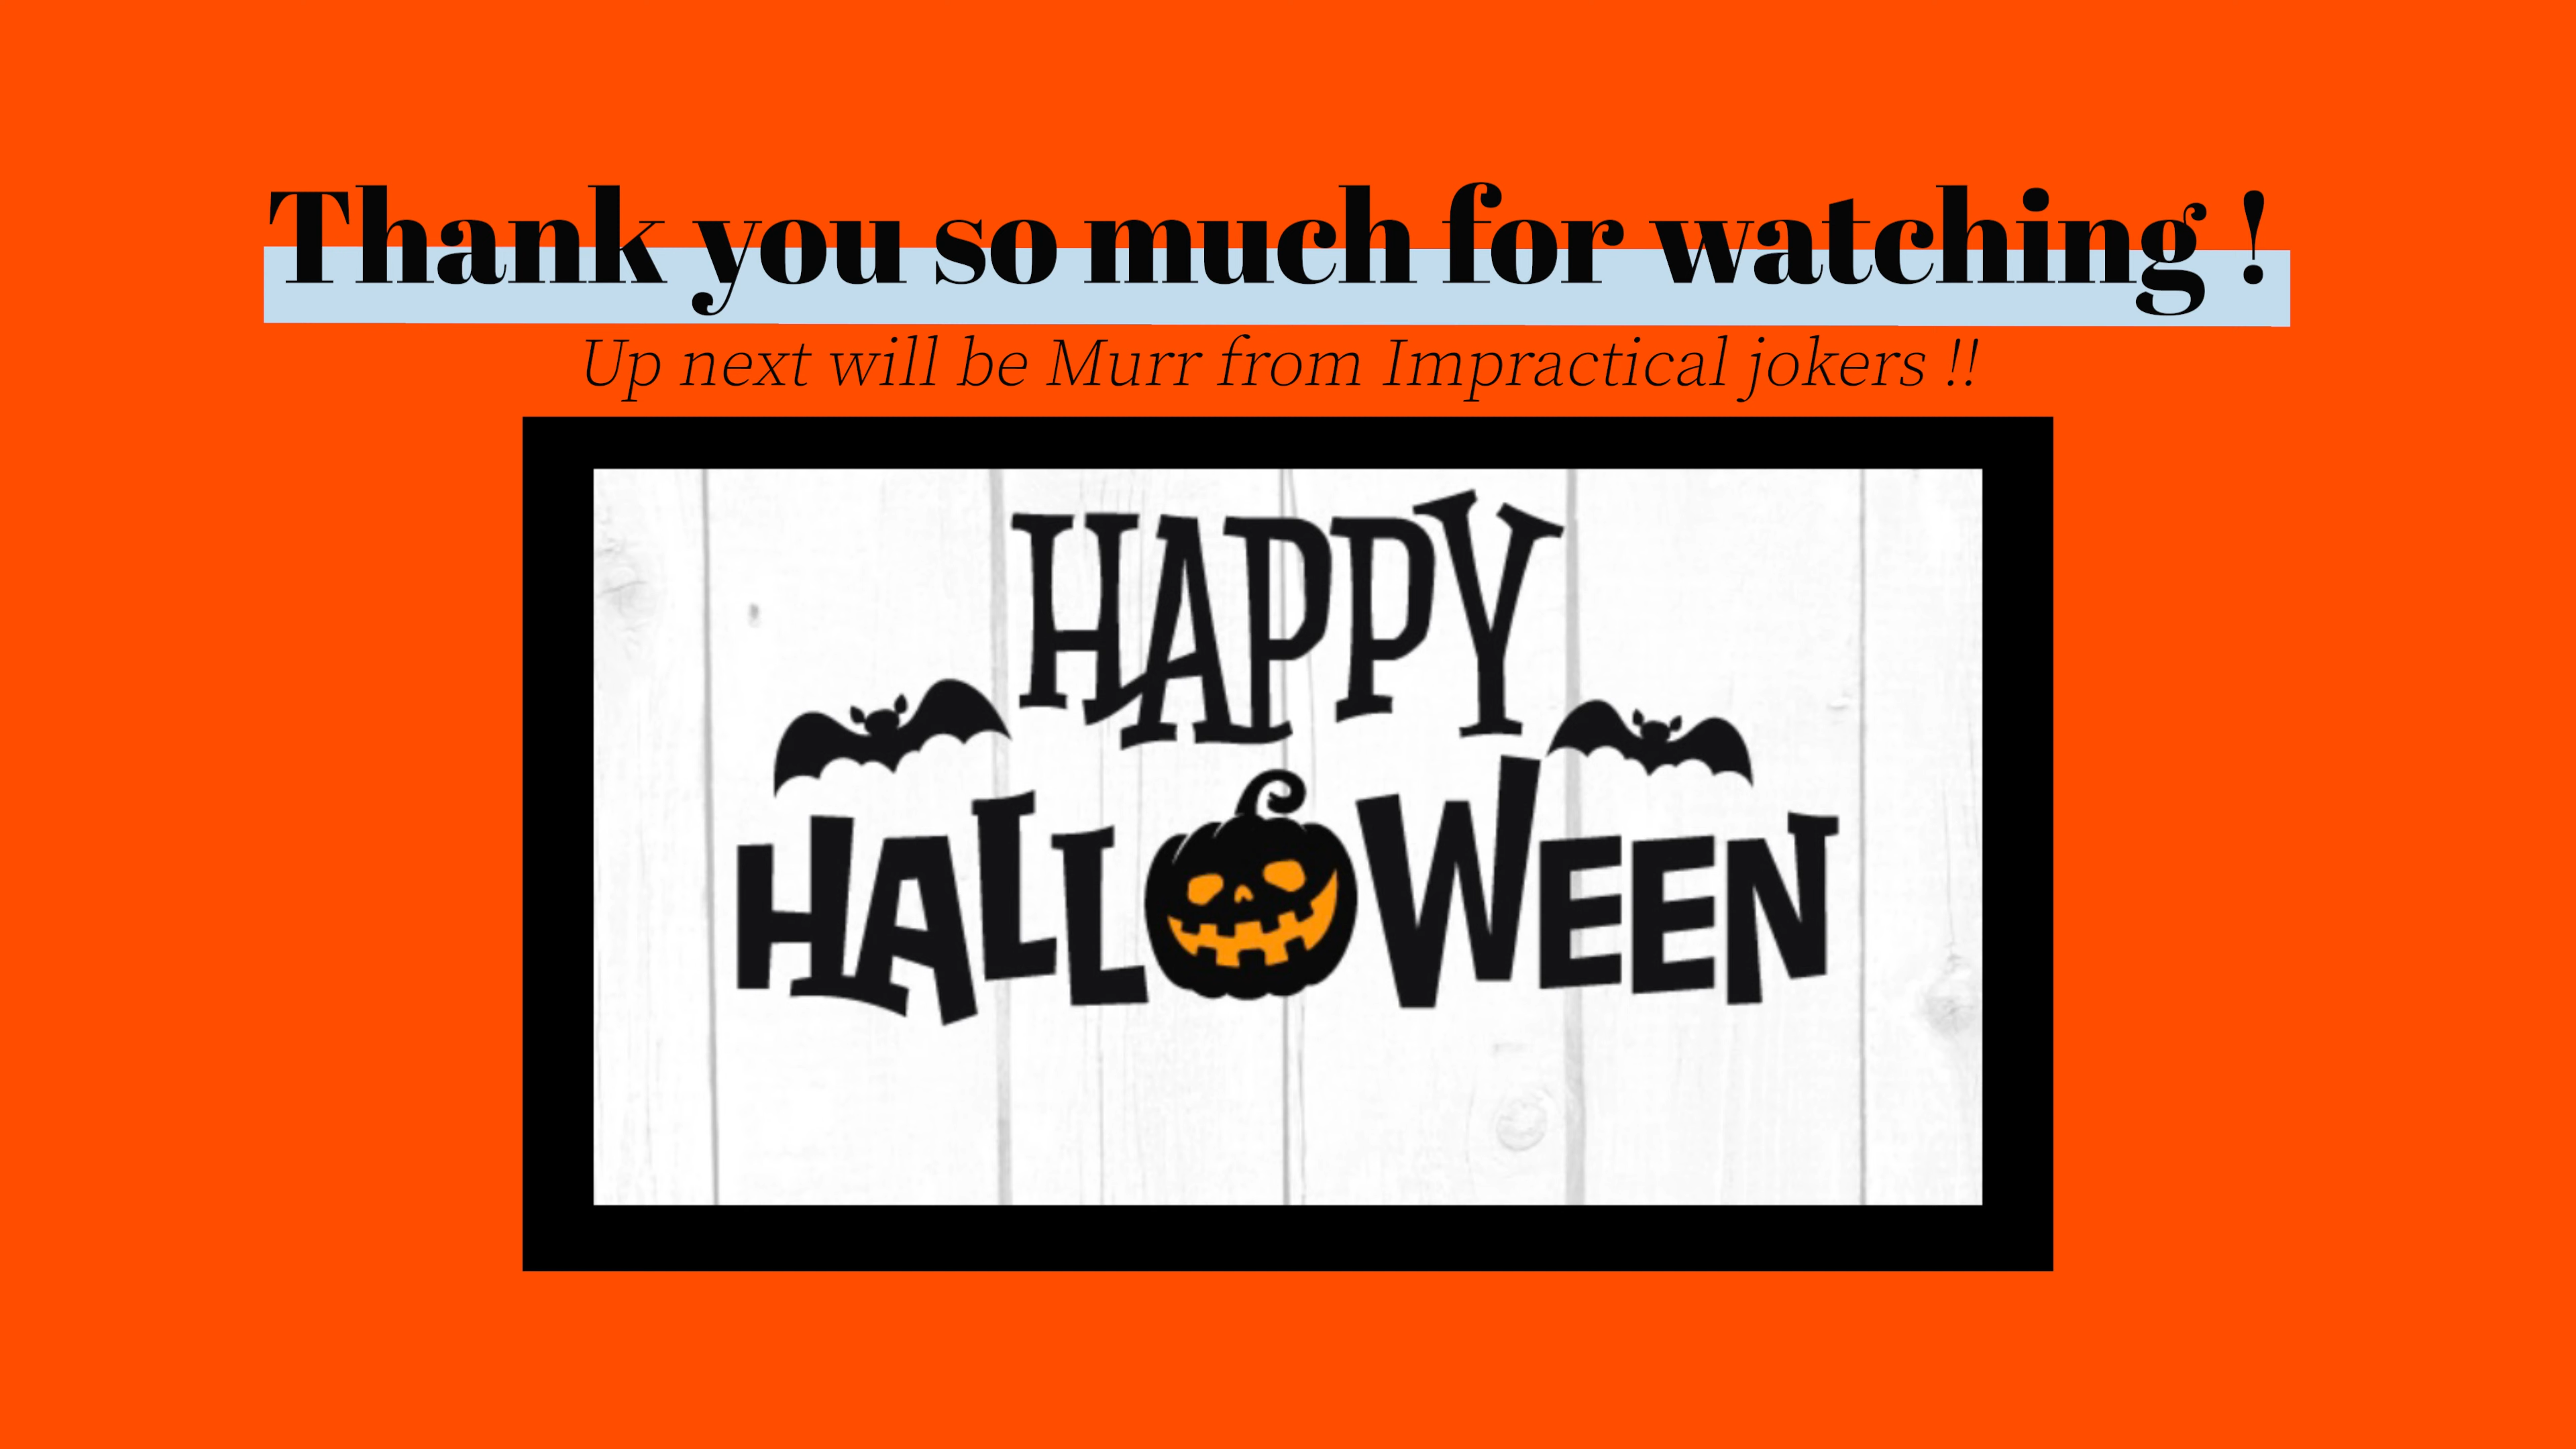 Thank you so much for watching !
Up next will be Murr from Impractical jokers !!
HAPPY
HALLOWEEN